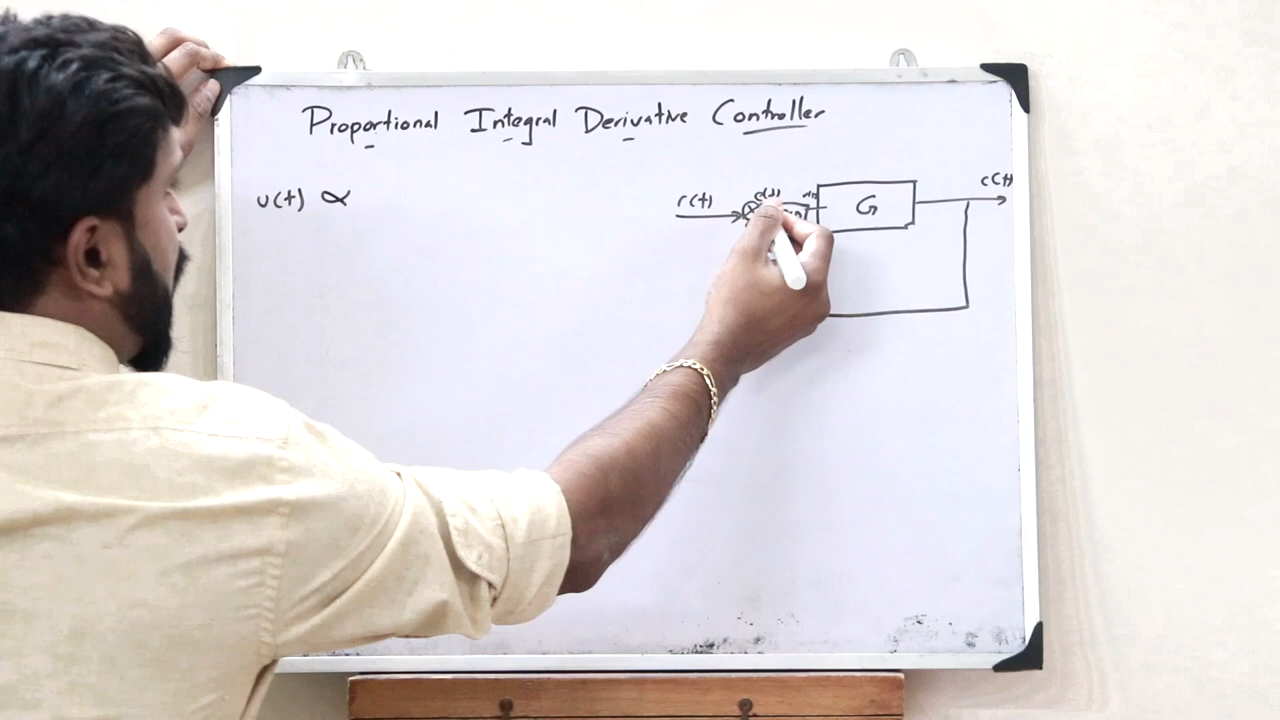 Proportional Integral Derivative Controller
u(t) ∝
r(t) e(t) G c(t)